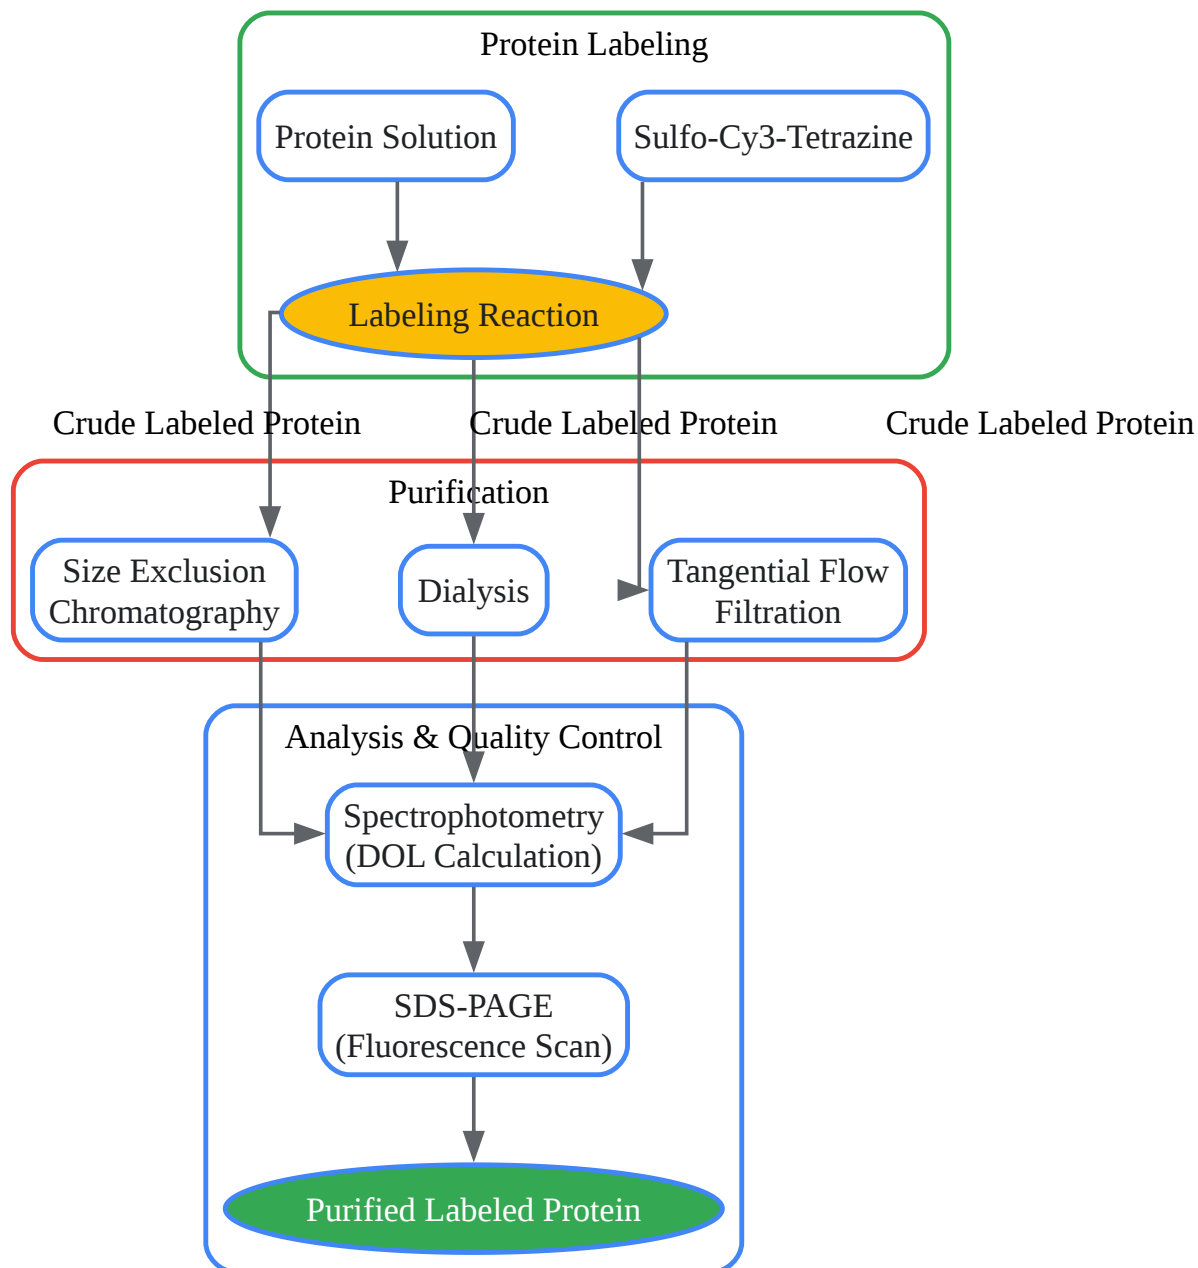 Protein Labeling
Protein Solution
Sulfo-Cy3-Tetrazine
Labeling Reaction
Crude Labeled Protein
Crude Labeled Protein
Crude Labeled Protein
Purification
Size Exclusion
Chromatography
Dialysis
Tangential Flow
Filtration
Analysis & Quality Control
Spectrophotometry
(DOL Calculation)
SDS-PAGE
(Fluorescence Scan)
Purified Labeled Protein